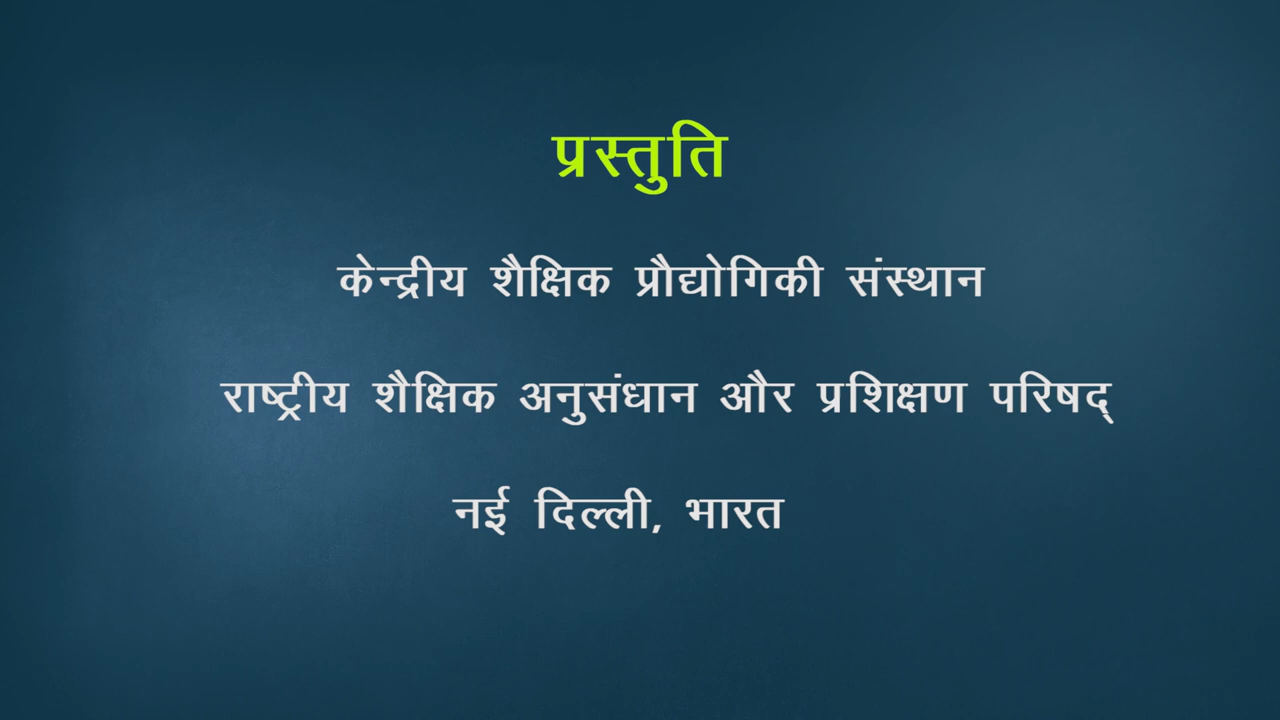 प्रस्तुति
केन्द्रीय शैक्षिक प्रौद्योगिकी संस्थान
राष्ट्रीय शैक्षिक अनुसंधान और प्रशिक्षण परिषद्
नई दिल्ली, भारत